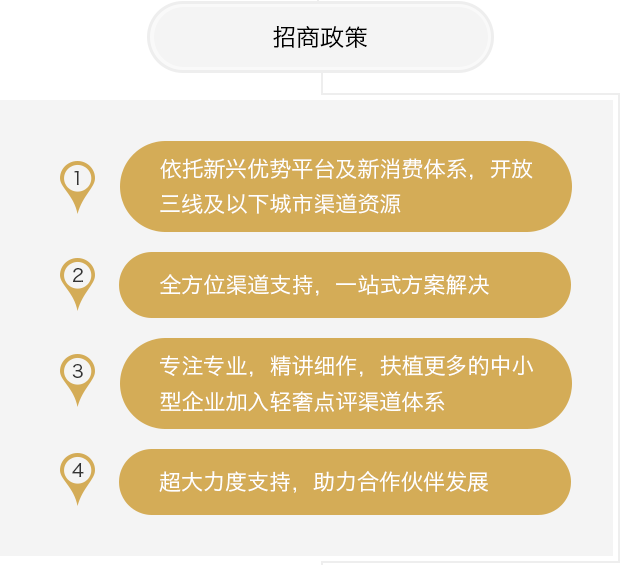 招商政策
1
依托新兴优势平台及新消费体系，开放
三线及以下城市渠道资源
2
全方位渠道支持，一站式方案解决
3
专注专业，精讲细作，扶植更多的中小
型企业加入轻奢点评渠道体系
4
超大力度支持，助力合作伙伴发展